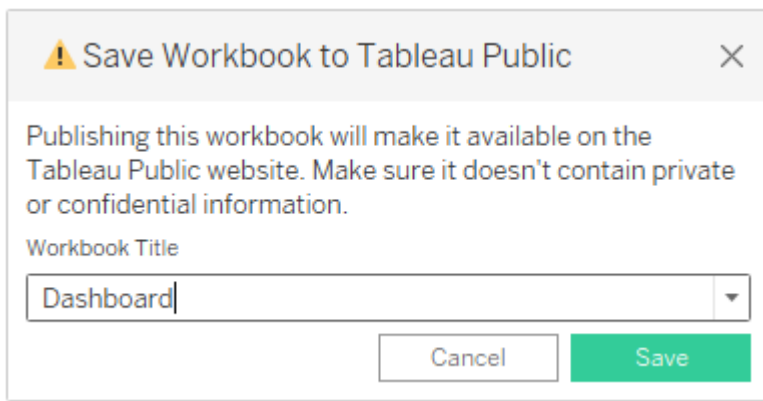 Save Workbook to Tableau Public
Publishing this workbook will make it available on the
Tableau Public website. Make sure it doesn't contain private
or confidential information.
Workbook Title
Dashboard
Cancel
Save